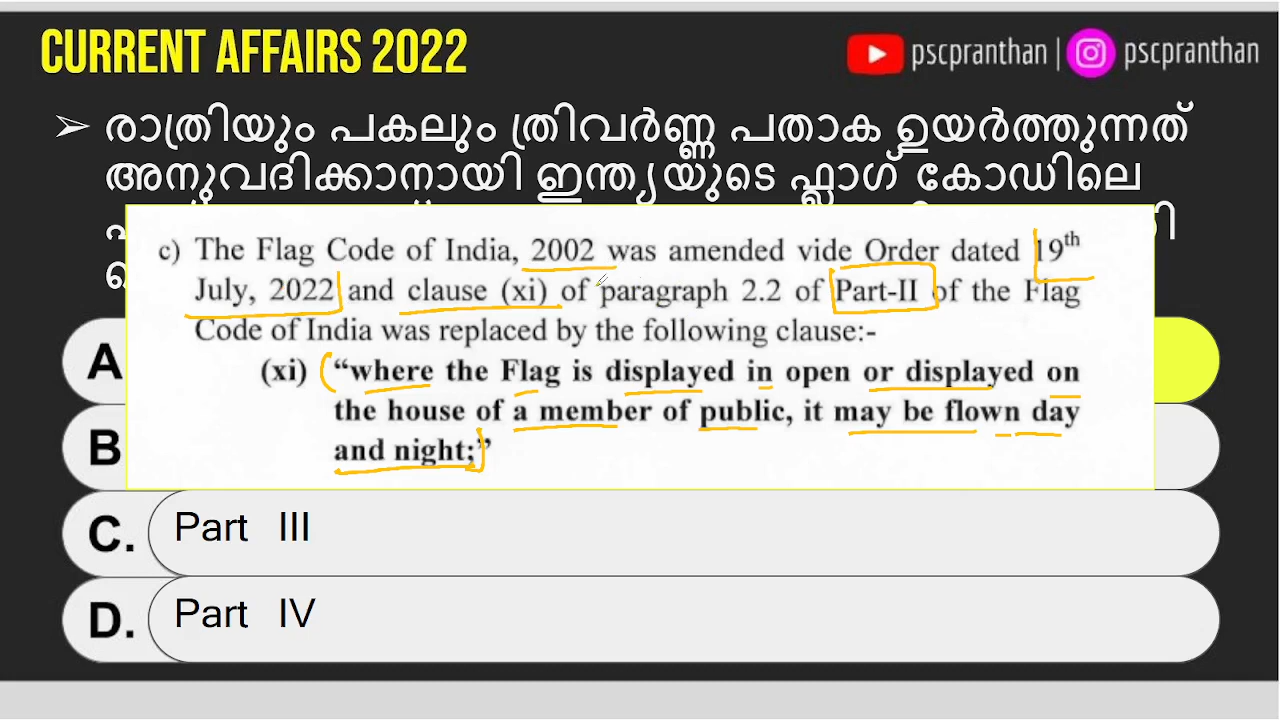 CURRENT AFFAIRS 2022
pscpranthan | pscpranthan
➢ രാത്രിയും പകലും ത്രിവർണ്ണ പതാക ഉയർത്തുന്നത്
അനുവദിക്കാനായി ഇന്ത്യയുടെ ഫ്ലാഗ് കോഡിലെ
c) The Flag Code of India, 2002 was amended vide Order dated 19th
July, 2022 and clause (xi) of paragraph 2.2 of Part-II of the Flag
Code of India was replaced by the following clause:-
(xi) “where the Flag is displayed in open or displayed on
the house of a member of public, it may be flown day
and night;”
A
B
C. Part III
D. Part IV